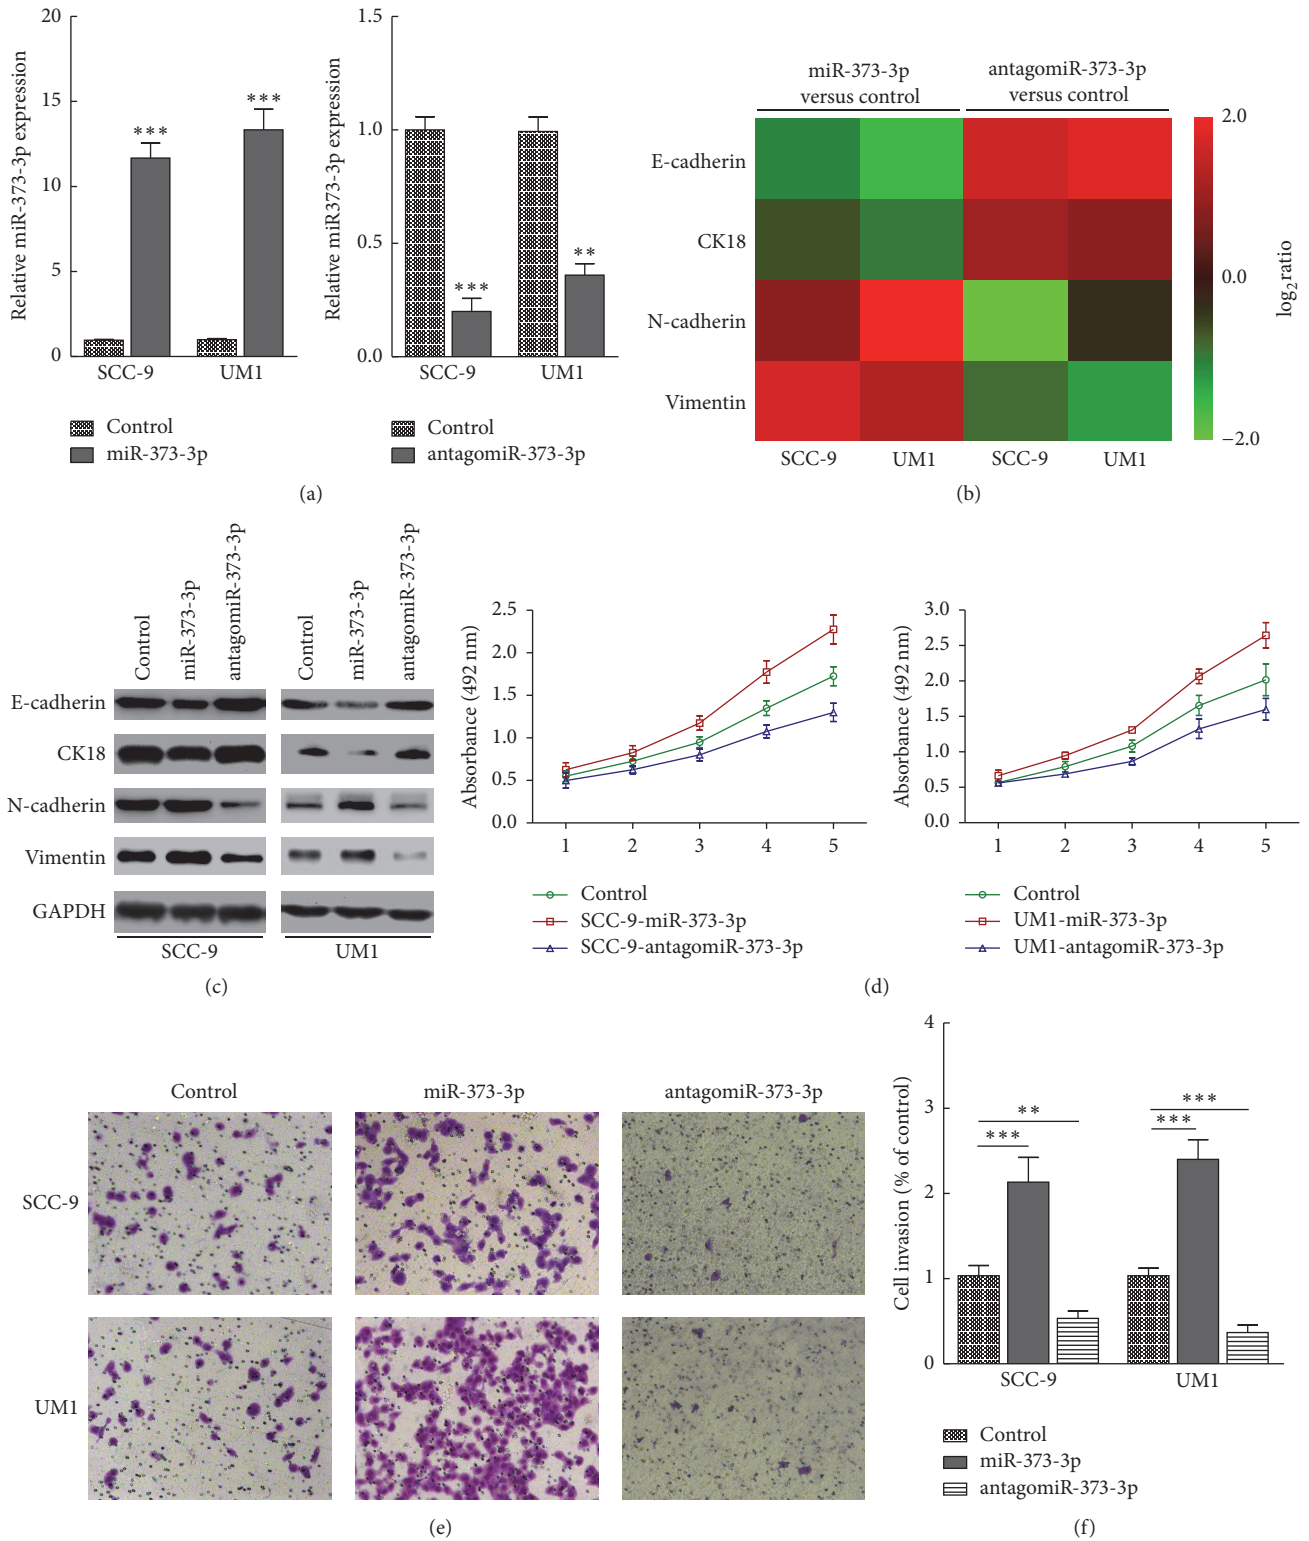 20
15
10
5
0
Relative miR-373-3p expression
***
***
SCC-9
UM1
Control
miR-373-3p
1.5
1.0
0.5
0.0
Relative miR373-3p expression
***
**
SCC-9
UM1
Control
antagomiR-373-3p
(a)
miR-373-3p
versus control
antagomiR-373-3p
versus control
E-cadherin
CK18
N-cadherin
Vimentin
SCC-9
UM1
SCC-9
UM1
2.0
0.0
−2.0
log₂ratio
(b)
Control
miR-373-3p
antagomiR-373-3p
Control
miR-373-3p
antagomiR-373-3p
E-cadherin
CK18
N-cadherin
Vimentin
GAPDH
SCC-9
UM1
(c)
2.5
2.0
1.5
1.0
0.5
0.0
Absorbance (492 nm)
1 2 3 4 5
Control
SCC-9-miR-373-3p
SCC-9-antagomiR-373-3p
3.0
2.5
2.0
1.5
1.0
0.5
0.0
Absorbance (492 nm)
1 2 3 4 5
Control
UM1-miR-373-3p
UM1-antagomiR-373-3p
(d)
Control
miR-373-3p
antagomiR-373-3p
SCC-9
UM1
(e)
4
3
2
1
0
Cell invasion (% of control)
**
***
***
***
SCC-9
UM1
Control
miR-373-3p
antagomiR-373-3p
(f)